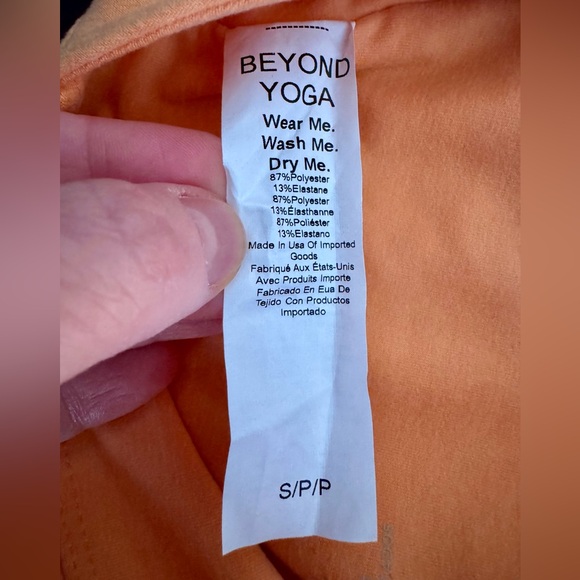 BEYOND
YOGA
Wear Me.
Wash Me.
Dry Me.
87%Polyester
13%Elastane
87%Polyester
13%Élasthanne
87%Poliéster
13%Elastano
Made In Usa Of Imported
Goods
Fabriqué Aux États-Unis
Avec Produits Importe
Fabricado En Eua De
Tejido Con Productos
Importado
S/P/P